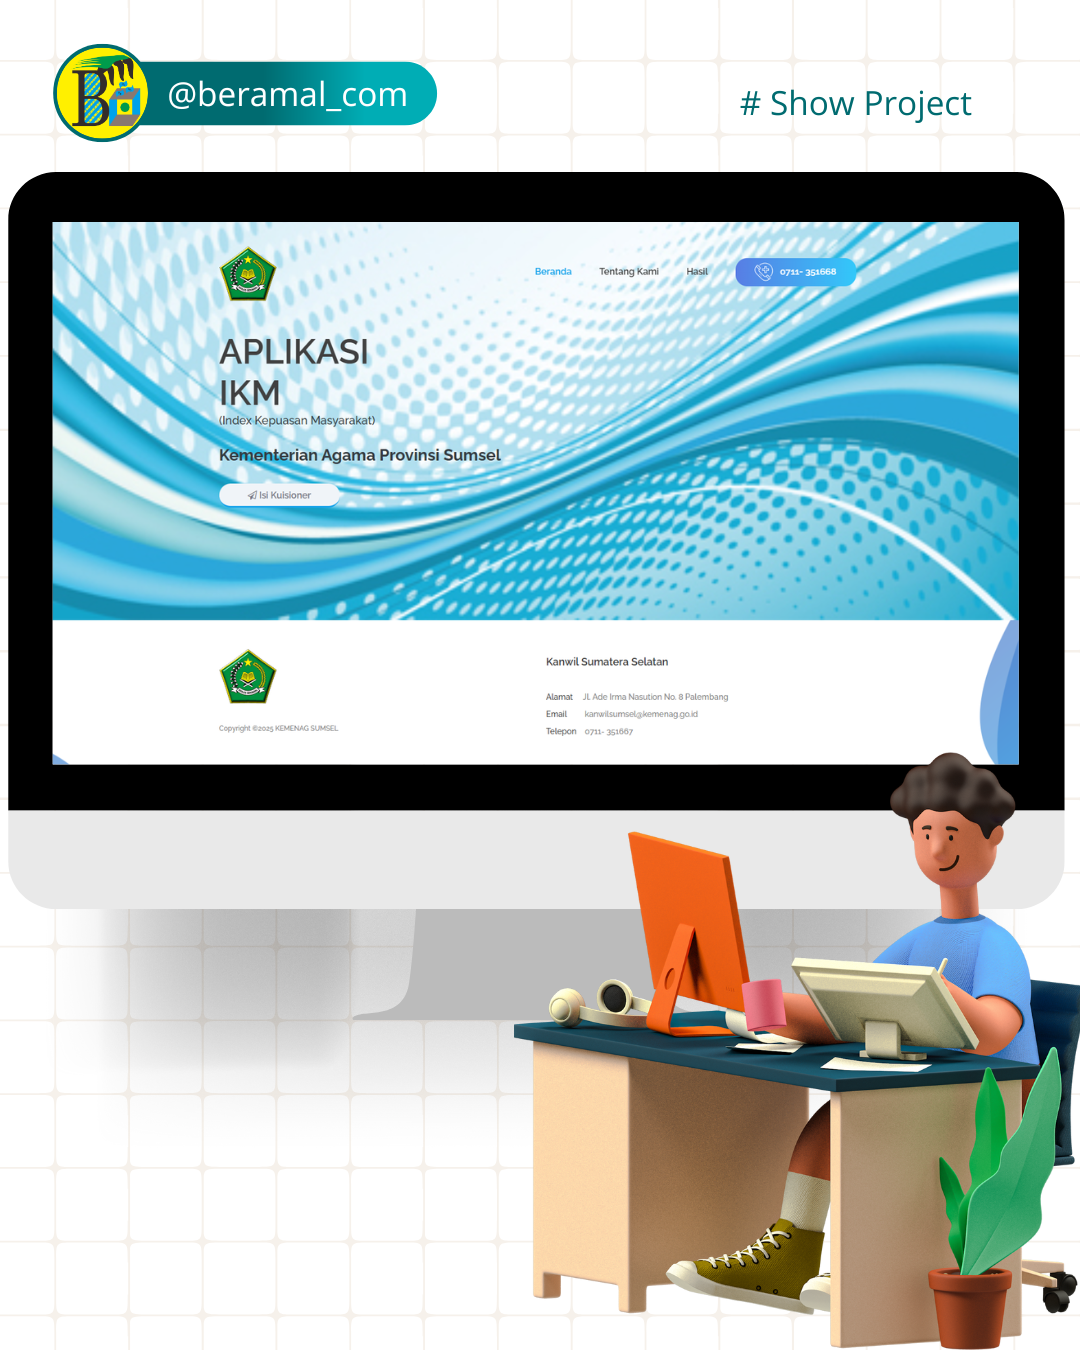 @beramal_com
# Show Project
Beranda Tentang Kami Hasil 0711- 351668
APLIKASI
IKM
(Index Kepuasan Masyarakat)
Kementerian Agama Provinsi Sumsel
Isi Kuisioner
Kanwil Sumatera Selatan
Alamat Jl. Ade Irma Nasution No. 8 Palembang
Email kanwilsumsel@kemenag.go.id
Telepon 0711- 351667
Copyright ©2025 KEMENAG SUMSEL